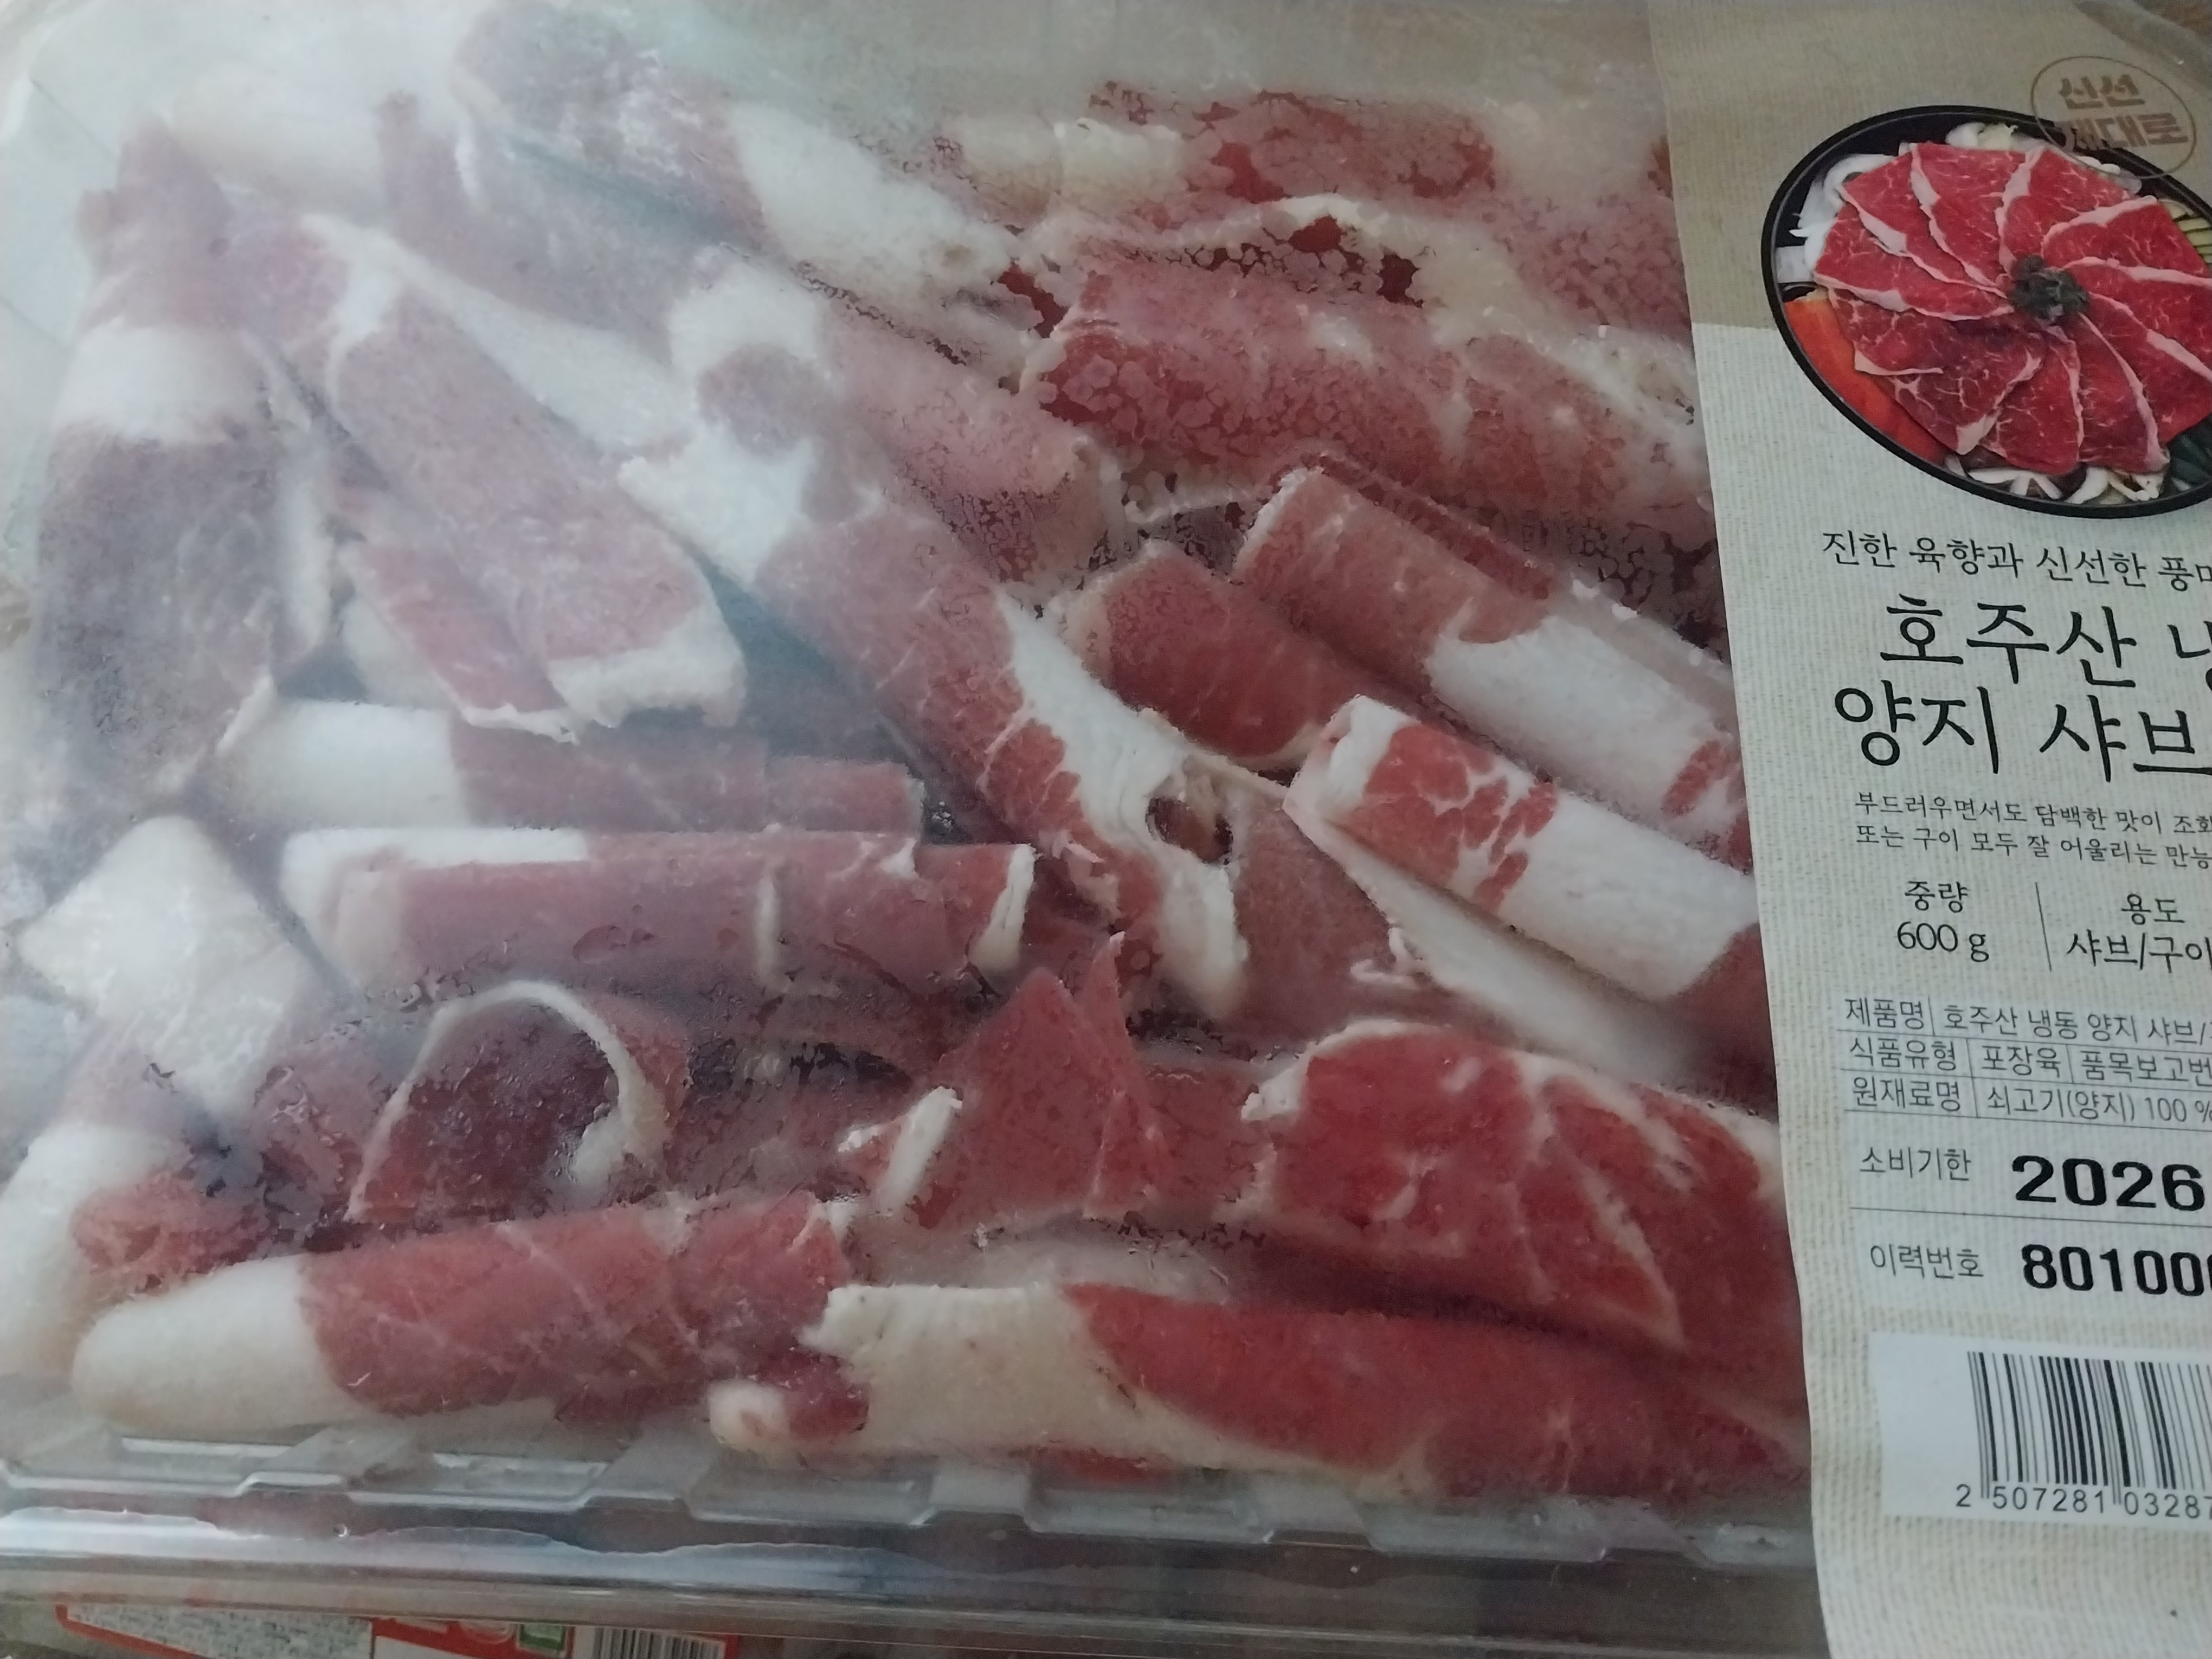 신선
대로
진한 육향과 신선한
호주산
양지 샤브
부드러우면서도 담백한 맛이
또는 구이 모두 잘 어울리는
중량
600 g
용도
샤브/구이
제품명 호주산 냉동 양지 샤브/
식품유형 포장육 품목보고번
원재료명 쇠고기(양지) 100 %
소비기한 2026
이력번호 80100
2 507281 03287